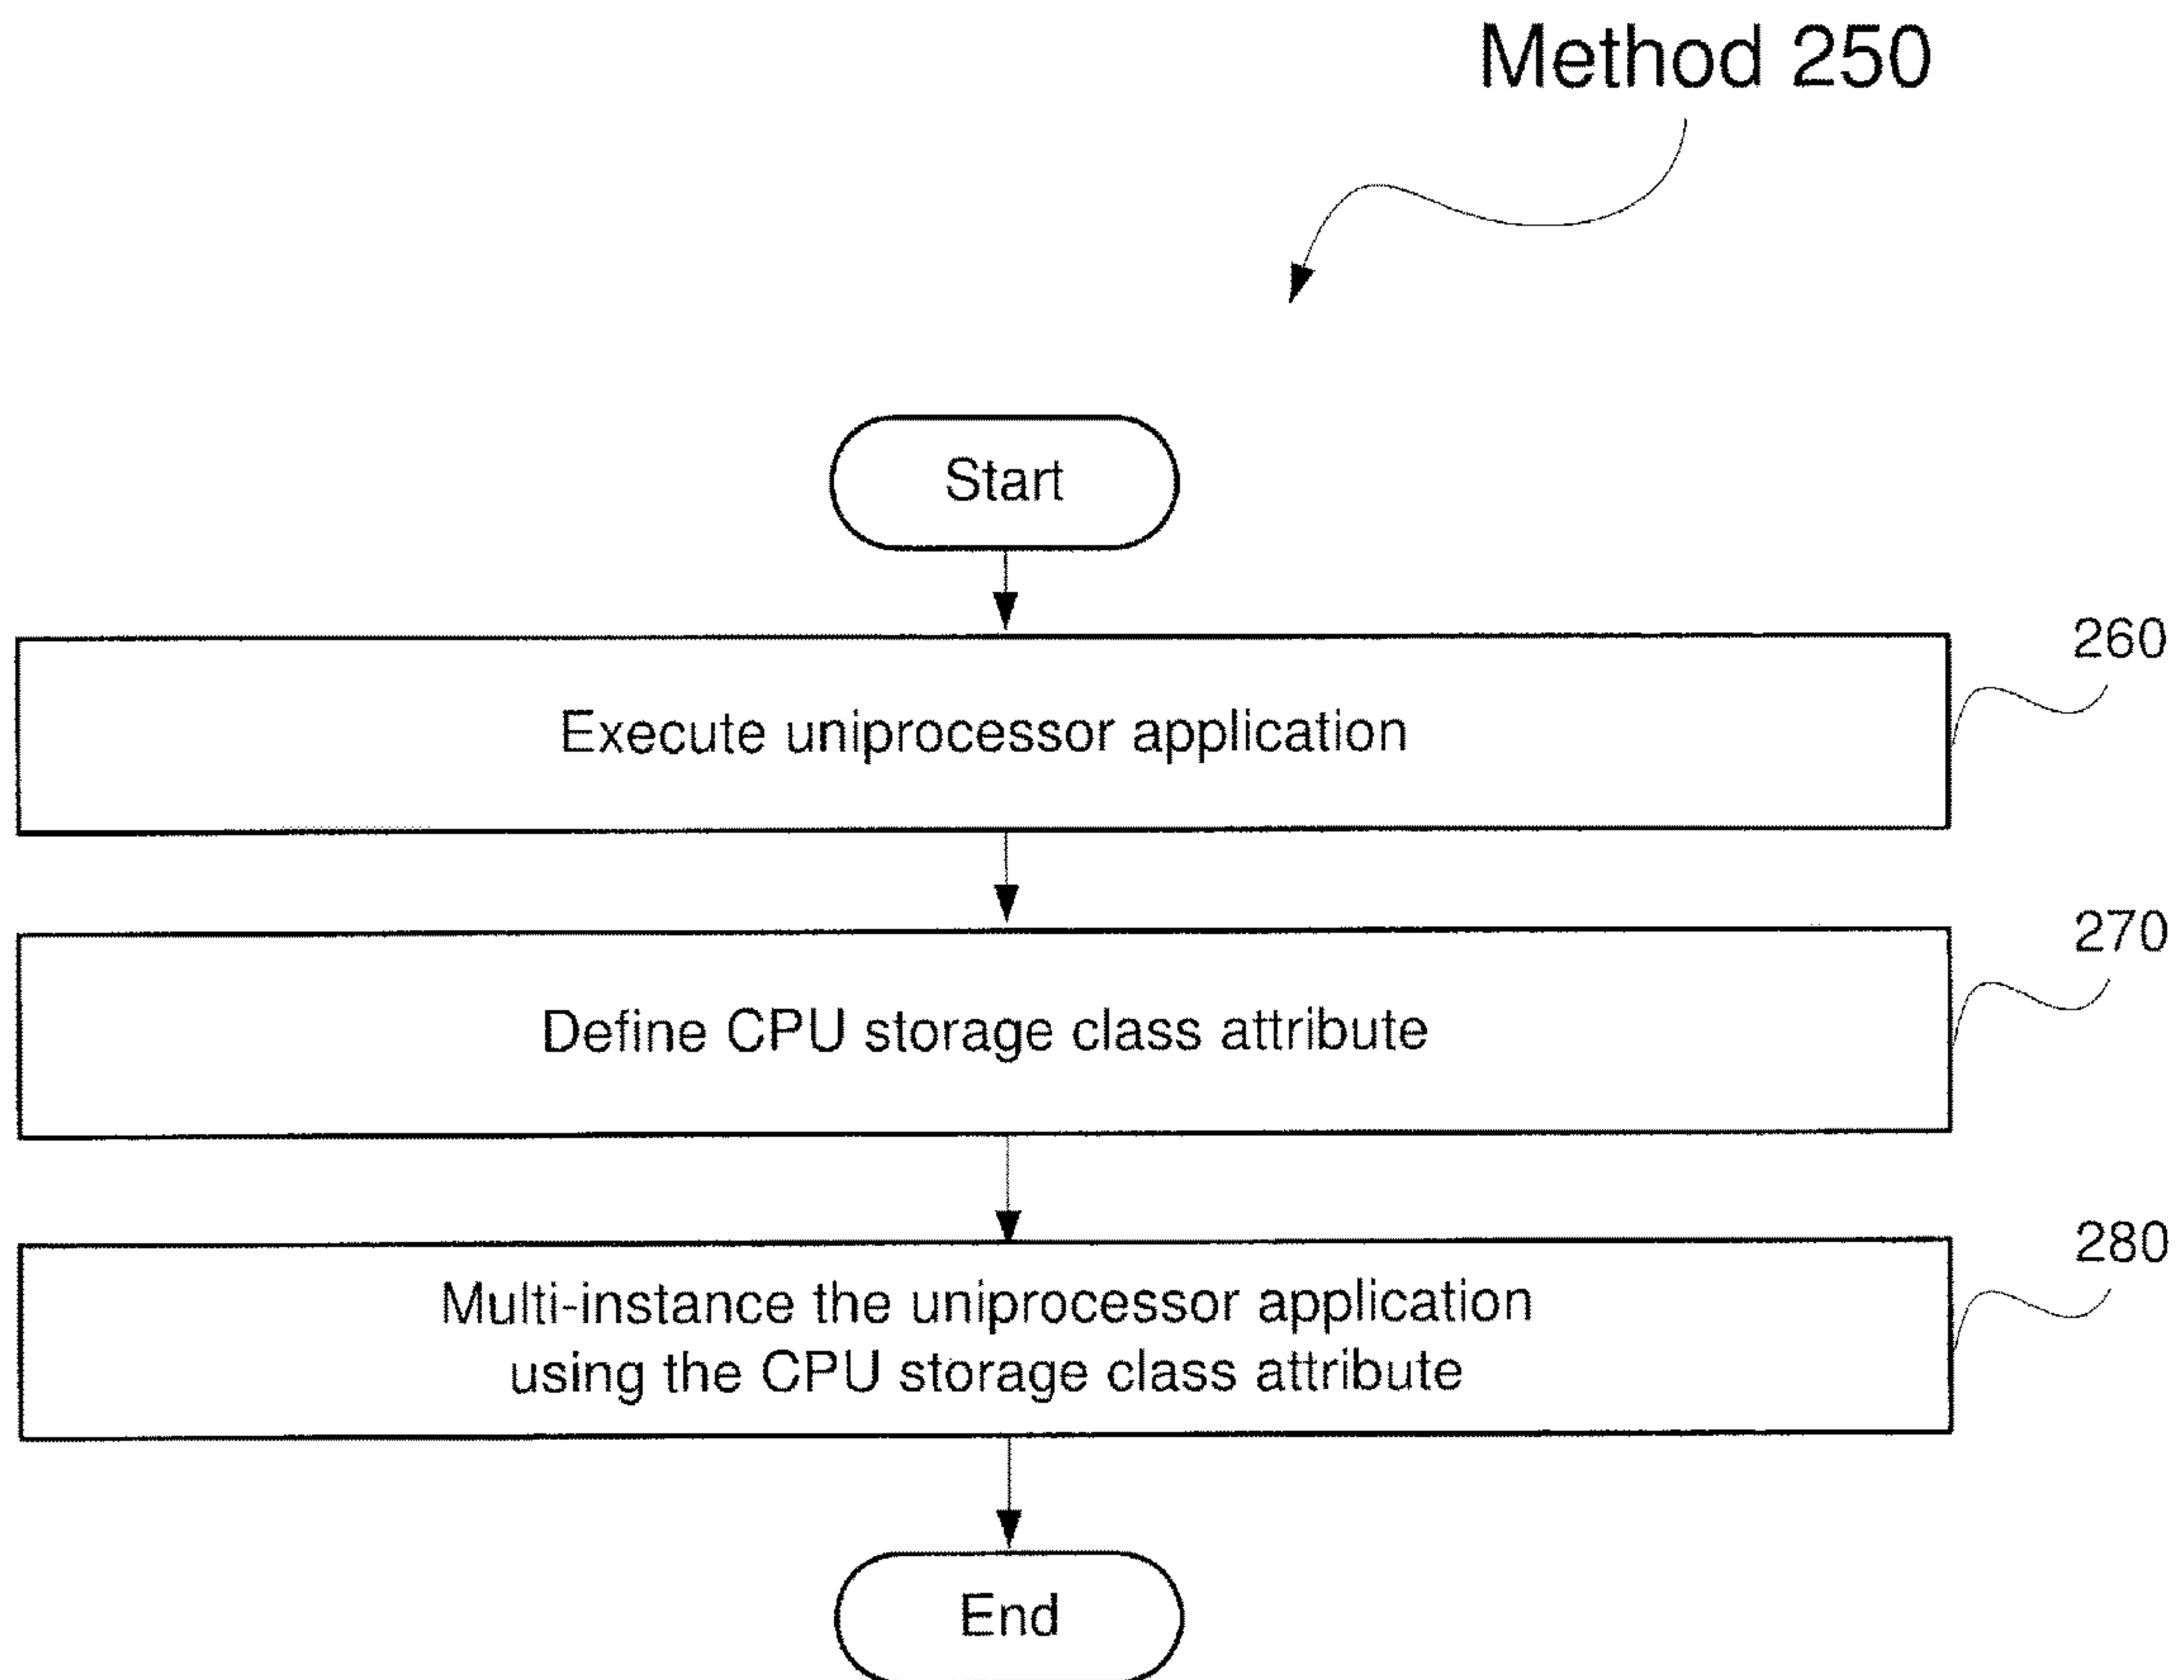 Method 250
Start
260
Execute uniprocessor application
270
Define CPU storage class attribute
280
Multi-instance the uniprocessor application
using the CPU storage class attribute
End